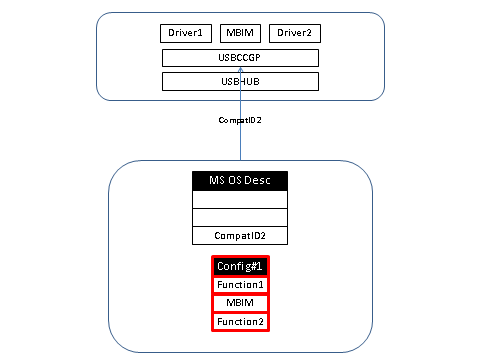 Driver1 MBIM Driver2
USBCCGP
USBHUB
CompatID2
MS OS Desc
CompatID2
Config#1
Function1
MBIM
Function2